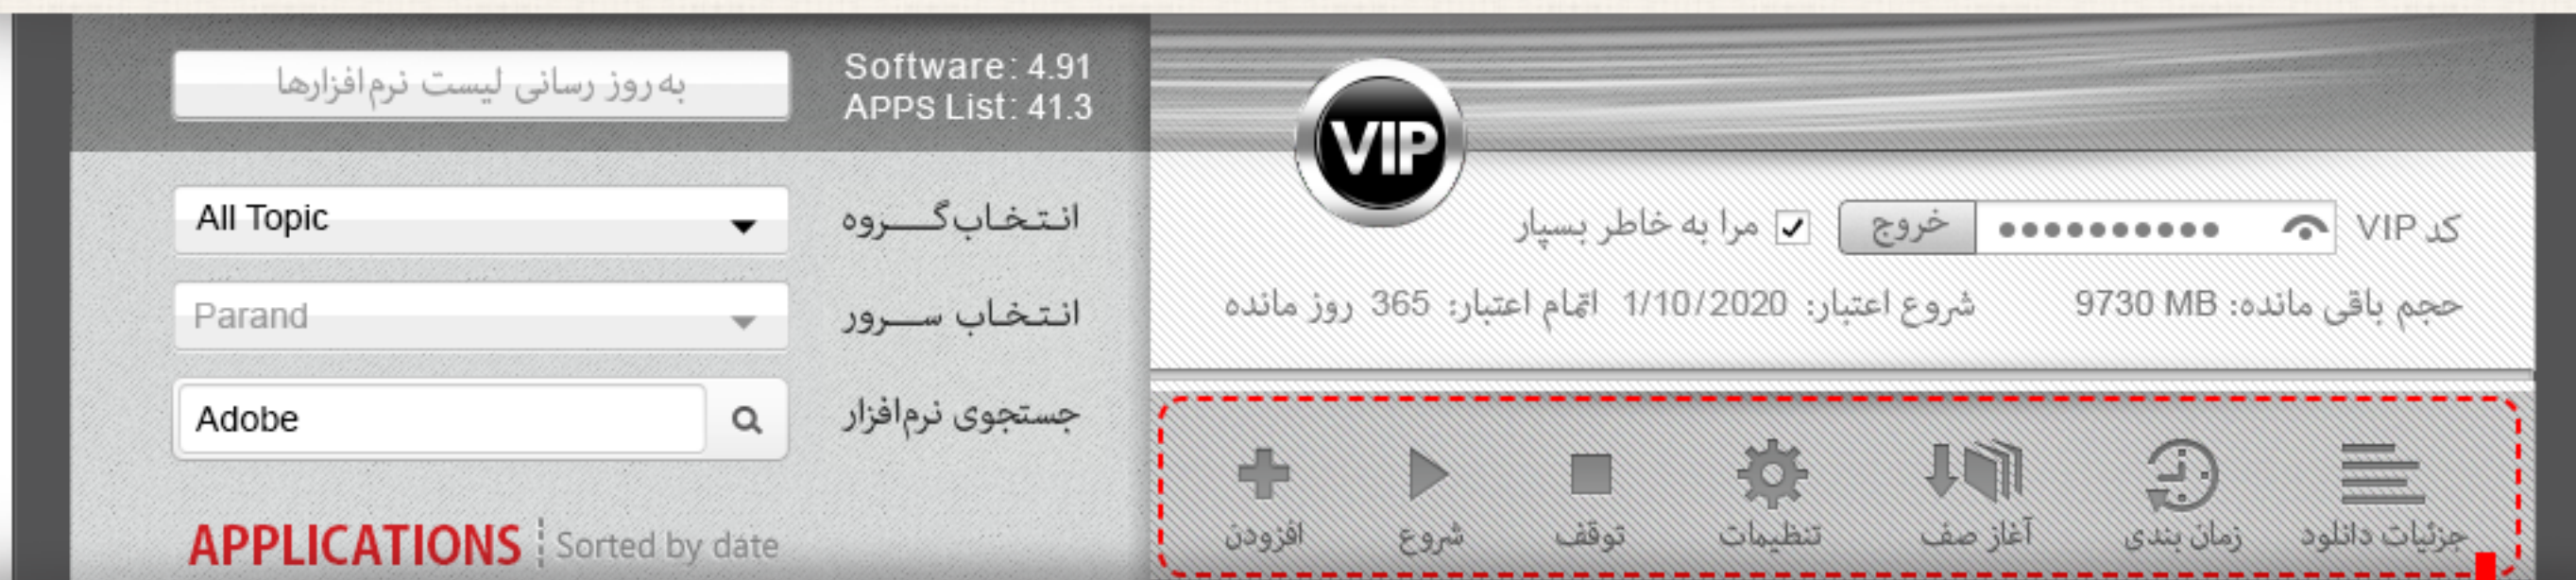 به‌روز رسانی لیست نرم‌افزارها
Software: 4.91
APPS List: 41.3
All Topic
انتخاب گروه
Parand
انتخاب سرور
Adobe
جستجوی نرم‌افزار
APPLICATIONS
Sorted by date
VIP
کد VIP
خروج
مرا به خاطر بسپار
حجم باقی مانده: 9730 MB
شروع اعتبار: 1/10/2020
اتمام اعتبار: 365 روز مانده
جزئیات دانلود
زمان بندی
آغاز صف
تنظیمات
توقف
شروع
افزودن